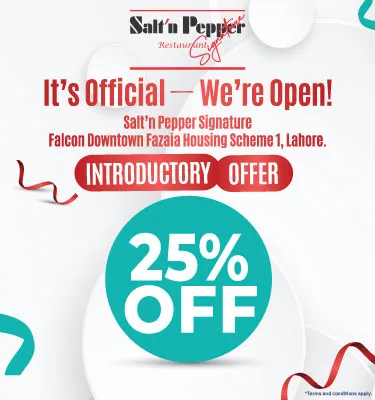 Salt'n Pepper
Restaurant
Signature
It's Official — We're Open!
Salt'n Pepper Signature
Falcon Downtown Fazaia Housing Scheme 1, Lahore.
INTRODUCTORY OFFER
25%
OFF
*Terms and conditions apply.